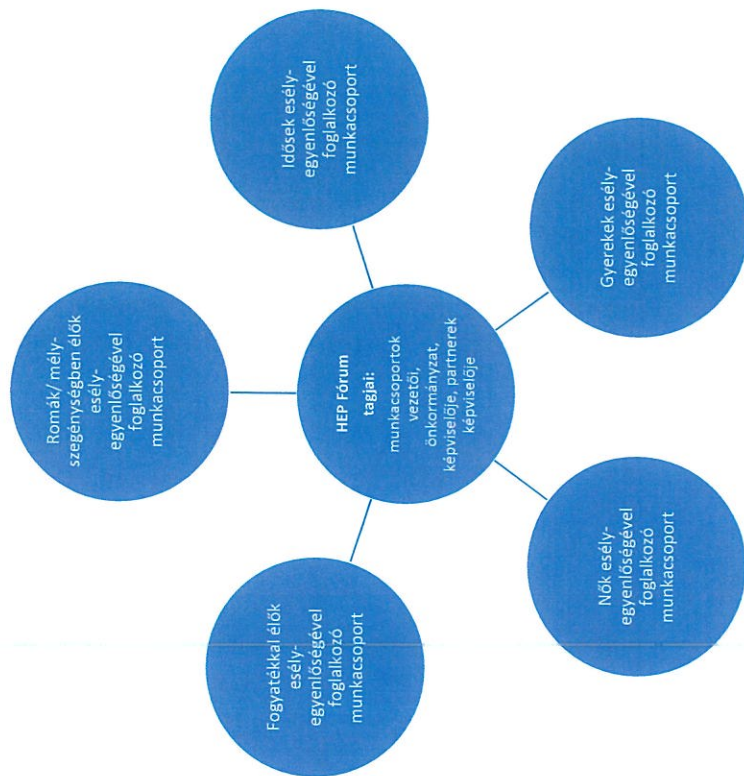 Romák/ mély-
szegénységben élők
esély-
egyenlőségével
foglalkozó
munkacsoport
Fogyatékkal élők
esély-
egyenlőségével
foglalkozó
munkacsoport
HEP Fórum
tagjai:
munkacsoportok
vezetői,
önkormányzat,
képviselője, partnerek
képviselője
Idősek esély-
egyenlőségével
foglalkozó
munkacsoport
Nők esély-
egyenlőségével
foglalkozó
munkacsoport
Gyerekek esély-
egyenlőségével
foglalkozó
munkacsoport